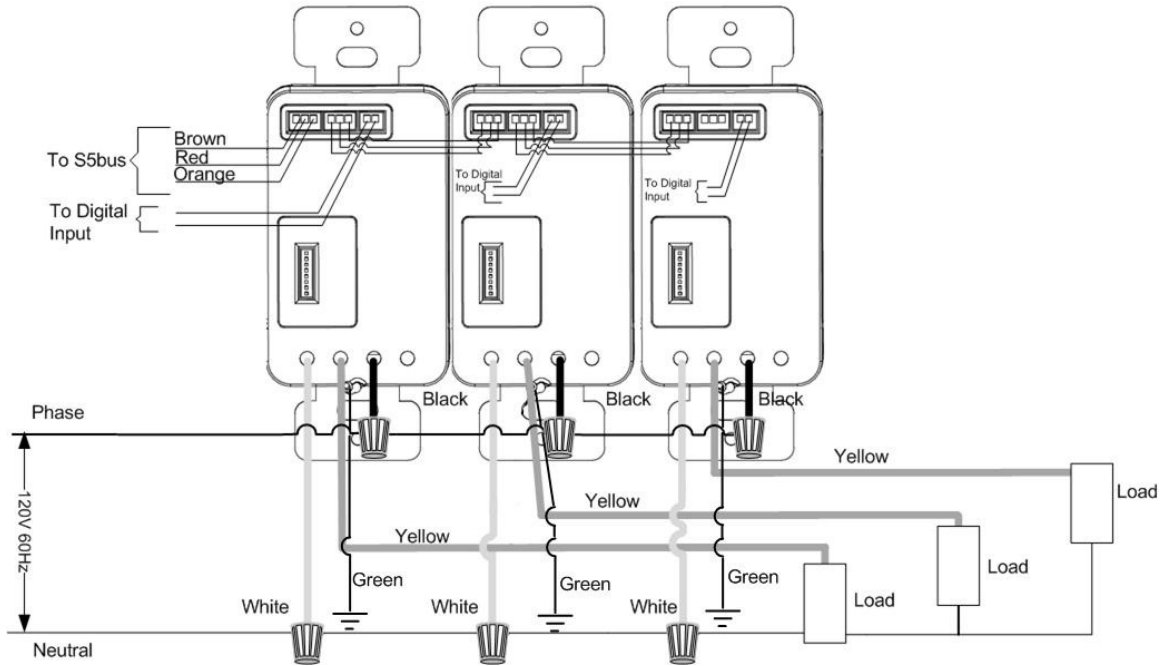 To S5bus
Brown
Red
Orange
To Digital
Input
To Digital
Input
To Digital
Input
Black
Black
Black
Phase
120V 60Hz
Yellow
Load
Yellow
Load
Yellow
Load
Green
Green
Green
White
White
White
Neutral